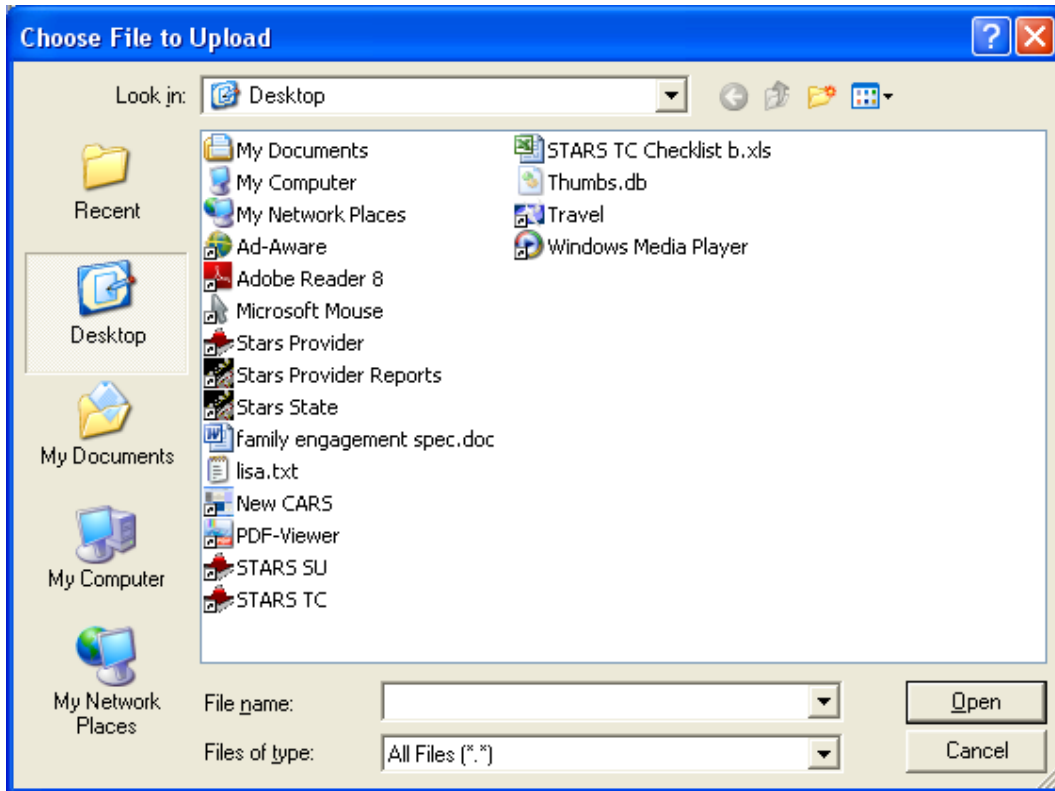 Choose File to Upload
Look in:
Desktop
Recent
Desktop
My Documents
My Computer
My Network
Places
My Documents
My Computer
My Network Places
Ad-Aware
Adobe Reader 8
Microsoft Mouse
Stars Provider
Stars Provider Reports
Stars State
family engagement spec.doc
lisa.txt
New CARS
PDF-Viewer
STARS SU
STARS TC
STARS TC Checklist b.xls
Thumbs.db
Travel
Windows Media Player
File name:
Open
Files of type:
All Files (*.*)
Cancel